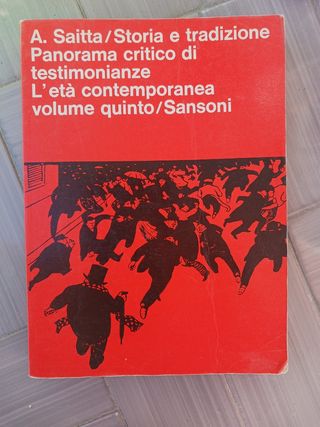 A. Saitta/Storia e tradizione
Panorama critico di
testimonianze
L'età contemporanea
volume quinto/Sansoni